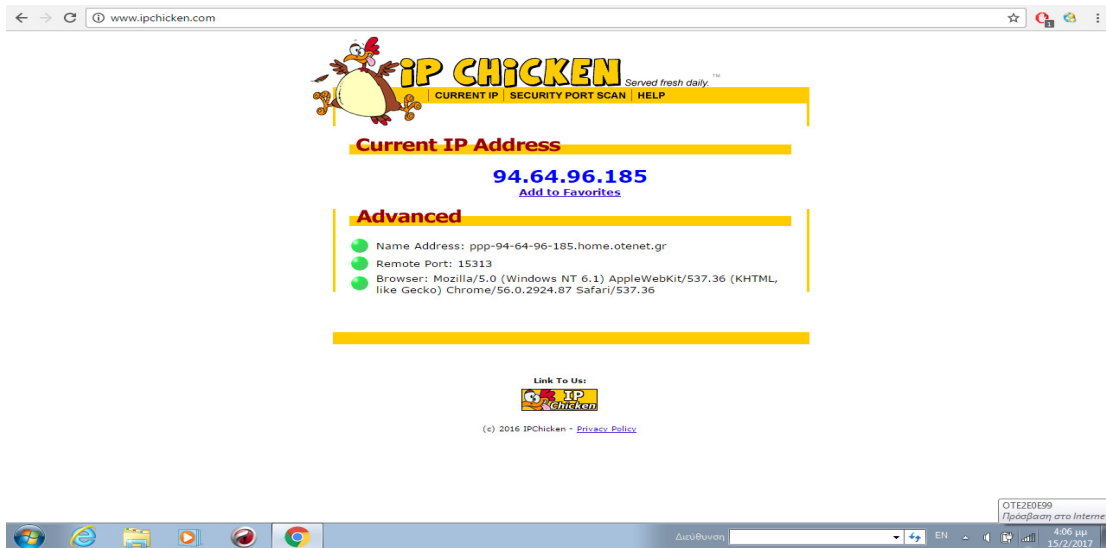 www.ipchicken.com
1
iP CHiCKEN Served fresh daily. ™
CURRENT IP | SECURITY PORT SCAN | HELP
Current IP Address
94.64.96.185
Add to Favorites
Advanced
Name Address: ppp-94-64-96-185.home.otenet.gr
Remote Port: 15313
Browser: Mozilla/5.0 (Windows NT 6.1) AppleWebKit/537.36 (KHTML,
like Gecko) Chrome/56.0.2924.87 Safari/537.36
Link To Us:
IP
Chicken
(c) 2016 IPChicken - Privacy Policy
OTE2E0E99
Πρόσβαση στο Interne
Διεύθυνση
EN
4:06 μμ
15/2/2017